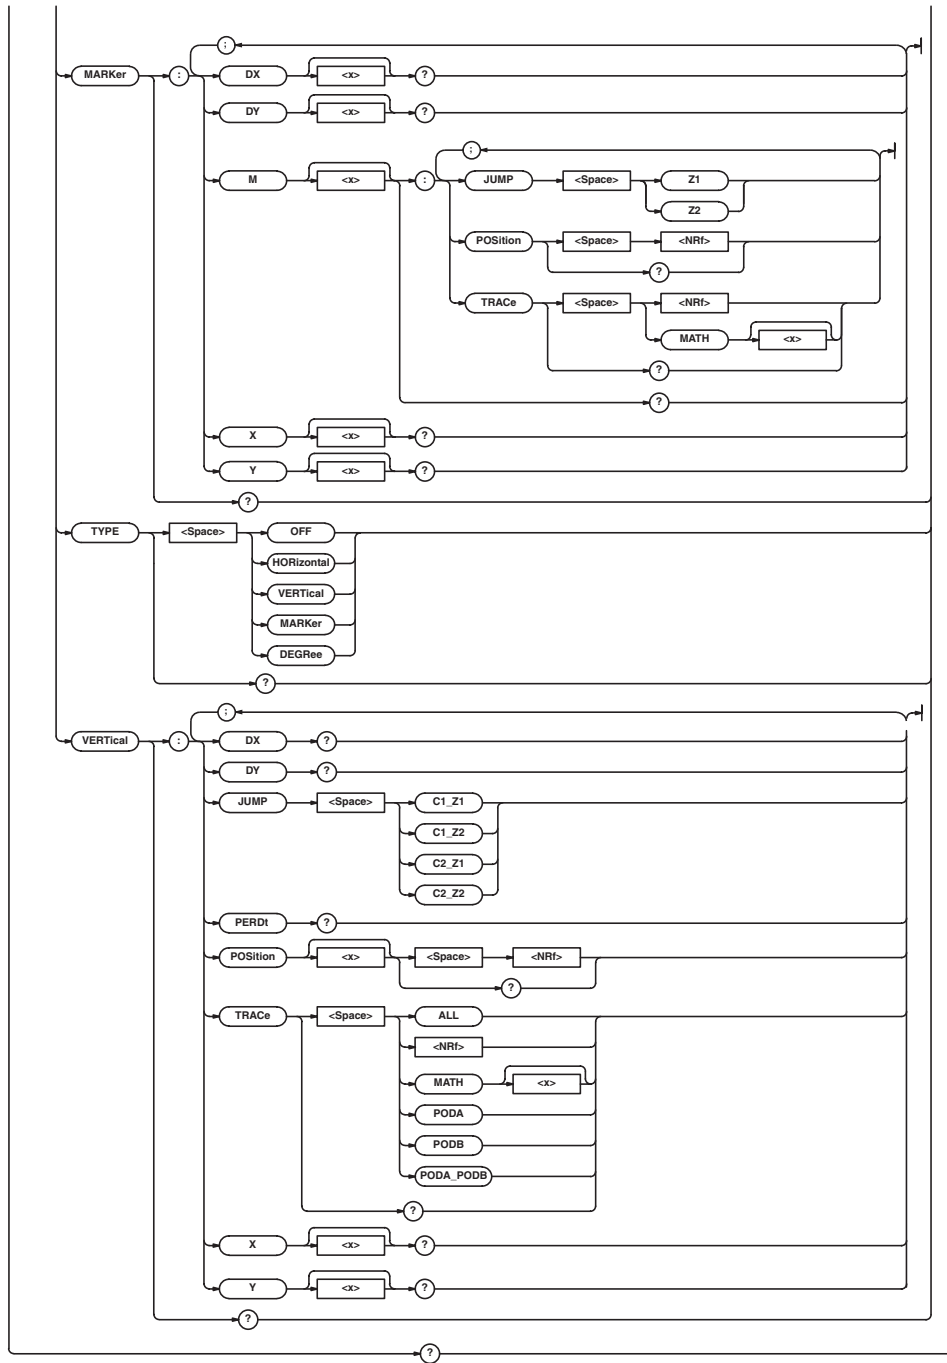 ;
MARKer : DX <x> ?
DY <x> ?
;
M <x> : JUMP <Space> Z1
Z2
POSition <Space> <NRf>
?
TRACe <Space> <NRf>
MATH <x>
?
?
X <x> ?
Y <x> ?
?
TYPE <Space> OFF
HORizontal
VERTical
MARKer
DEGRee
?
;
VERTical : DX ?
DY ?
JUMP <Space> C1_Z1
C1_Z2
C2_Z1
C2_Z2
PERDt ?
POSition <x> <Space> <NRf>
?
TRACe <Space> ALL
<NRf>
MATH <x>
PODA
PODB
PODA_PODB
?
X <x> ?
Y <x> ?
?
?